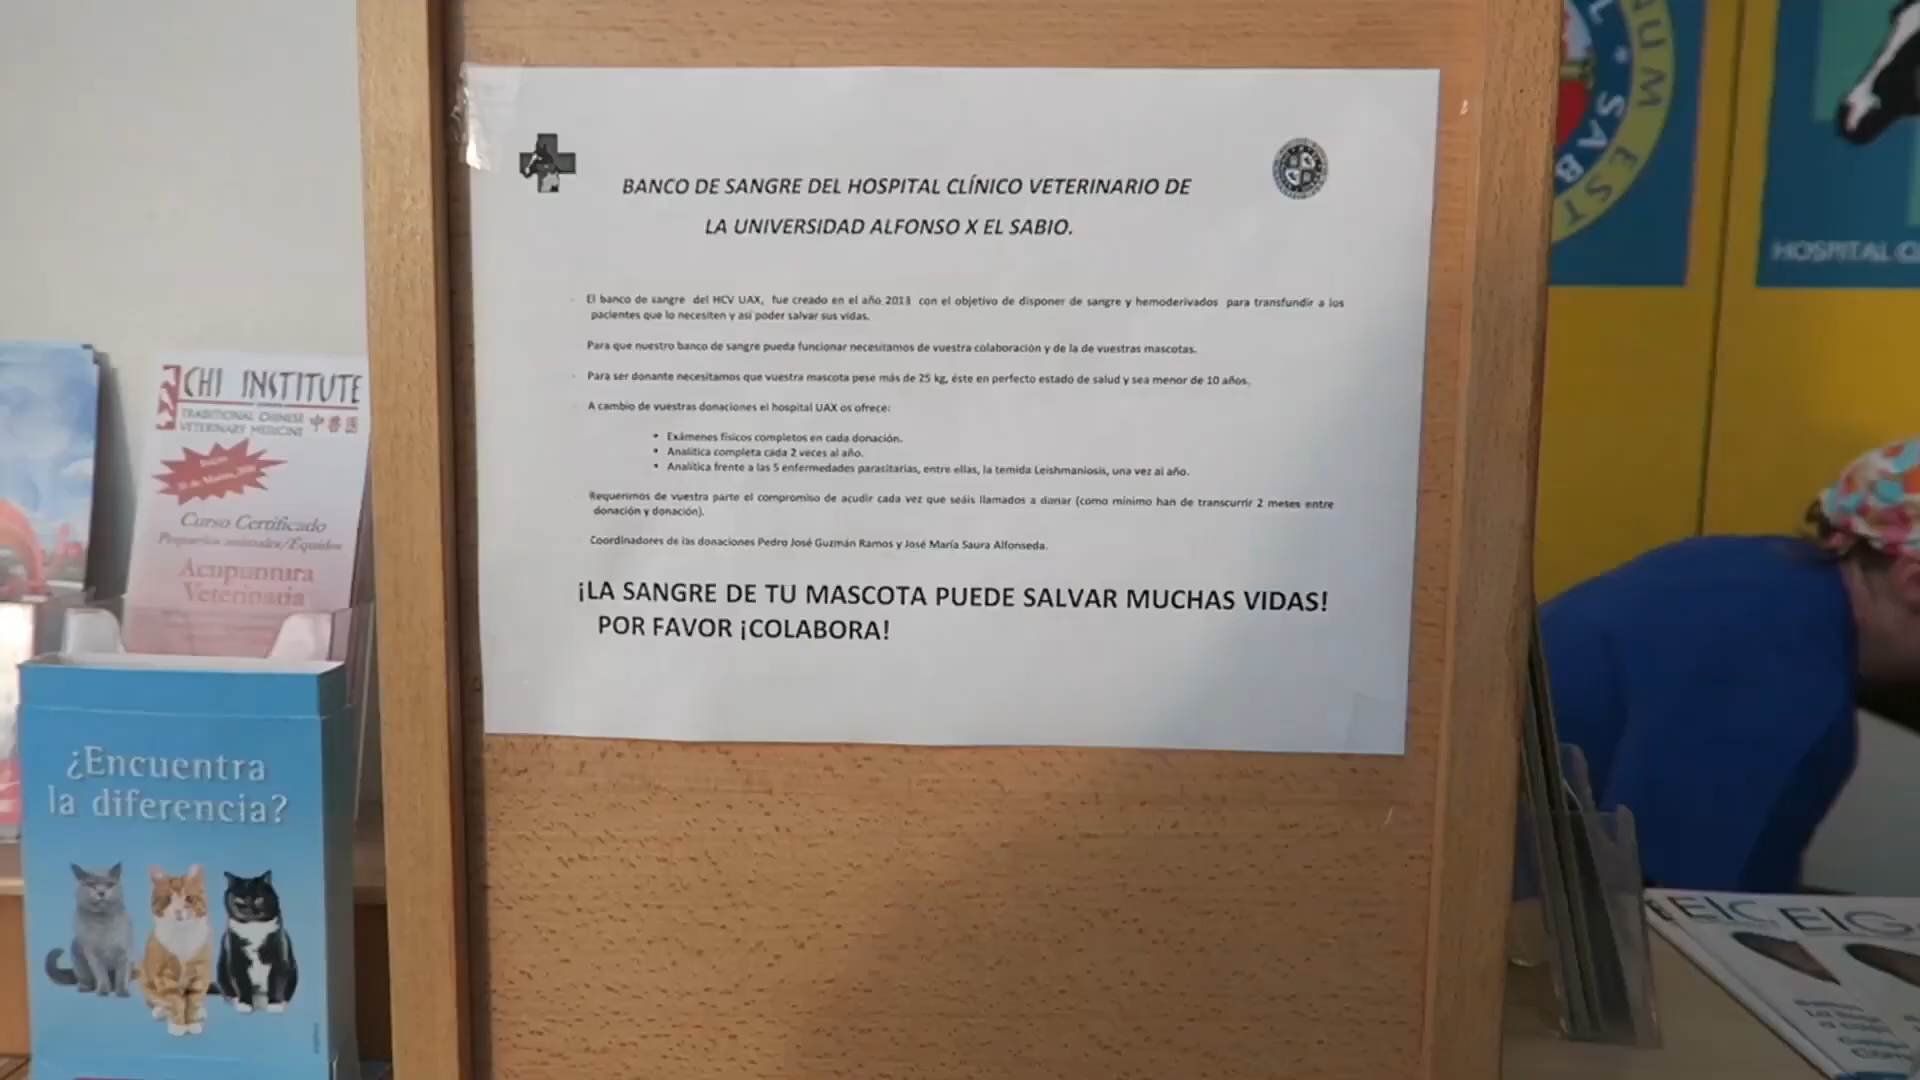 BANCO DE SANGRE DEL HOSPITAL CLÍNICO VETERINARIO DE
LA UNIVERSIDAD ALFONSO X EL SABIO.
El banco de sangre del HCV UAX, fue creado en el año 2013 con el objetivo de disponer de sangre y hemoderivados para transfundir a los
pacientes que lo necesiten y así poder salvar sus vidas.
Para que nuestro banco de sangre pueda funcionar necesitamos de vuestra colaboración y de la de vuestras mascotas.
Para ser donante necesitamos que vuestra mascota pese más de 25 kg, éste en perfecto estado de salud y sea menor de 10 años.
A cambio de vuestras donaciones el hospital UAX os ofrece:
• Exámenes físicos completos en cada donación.
• Analítica completa cada 2 veces al año.
• Analítica frente a las 5 enfermedades parasitarias, entre ellas, la temida Leishmaniosis, una vez al año.
Requerimos de vuestra parte el compromiso de acudir cada vez que seáis llamados a donar (como mínimo han de transcurrir 2 meses entre
donación y donación).
Coordinadores de las donaciones Pedro José Guzmán Ramos y José María Saura Alfonseda.
¡LA SANGRE DE TU MASCOTA PUEDE SALVAR MUCHAS VIDAS!
POR FAVOR ¡COLABORA!
CHI INSTITUTE
TRADITIONAL CHINESE
VETERINARY MEDICINE
Curso Certificado
Pequeños animales/Équidos
Acupuntura
Veterinaria
¿Encuentra
la diferencia?
L * SAB
NUM EST
HOSPITAL C